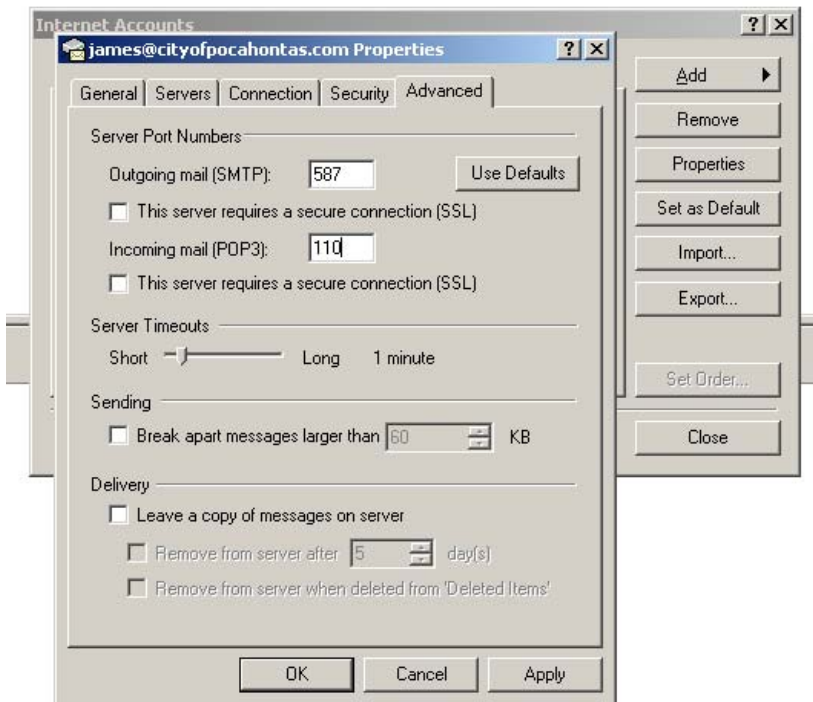 Internet Accounts
james@cityofpocahontas.com Properties
General Servers Connection Security Advanced
Server Port Numbers
Outgoing mail (SMTP): 587 Use Defaults
This server requires a secure connection (SSL)
Incoming mail (POP3): 110
This server requires a secure connection (SSL)
Server Timeouts
Short Long 1 minute
Sending
Break apart messages larger than 60 KB
Delivery
Leave a copy of messages on server
Remove from server after 5 day(s)
Remove from server when deleted from 'Deleted Items'
OK Cancel Apply
Add
Remove
Properties
Set as Default
Import...
Export...
Set Order...
Close